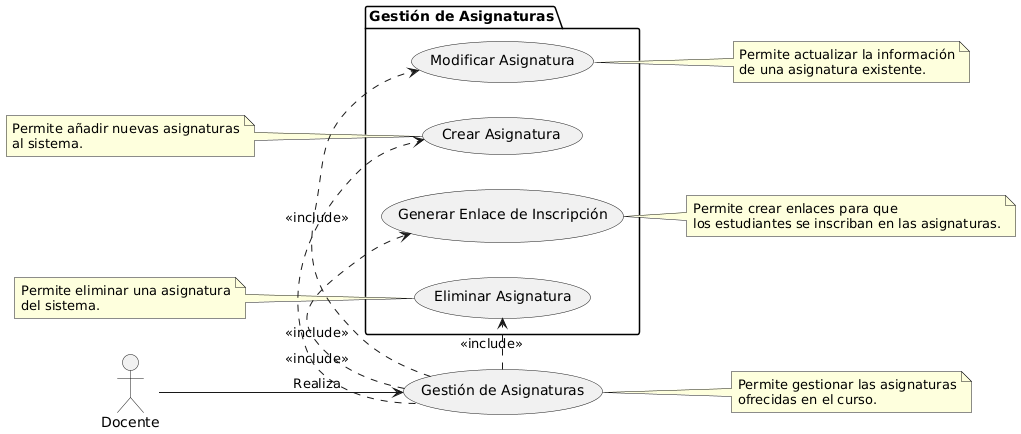 Gestión de Asignaturas
Modificar Asignatura
Permite actualizar la información
de una asignatura existente.
Permite añadir nuevas asignaturas
al sistema.
Crear Asignatura
«include»
Generar Enlace de Inscripción
Permite crear enlaces para que
los estudiantes se inscriban en las asignaturas.
Permite eliminar una asignatura
del sistema.
Eliminar Asignatura
«include»
«include»
«include»
Realiza
Gestión de Asignaturas
Permite gestionar las asignaturas
ofrecidas en el curso.
Docente